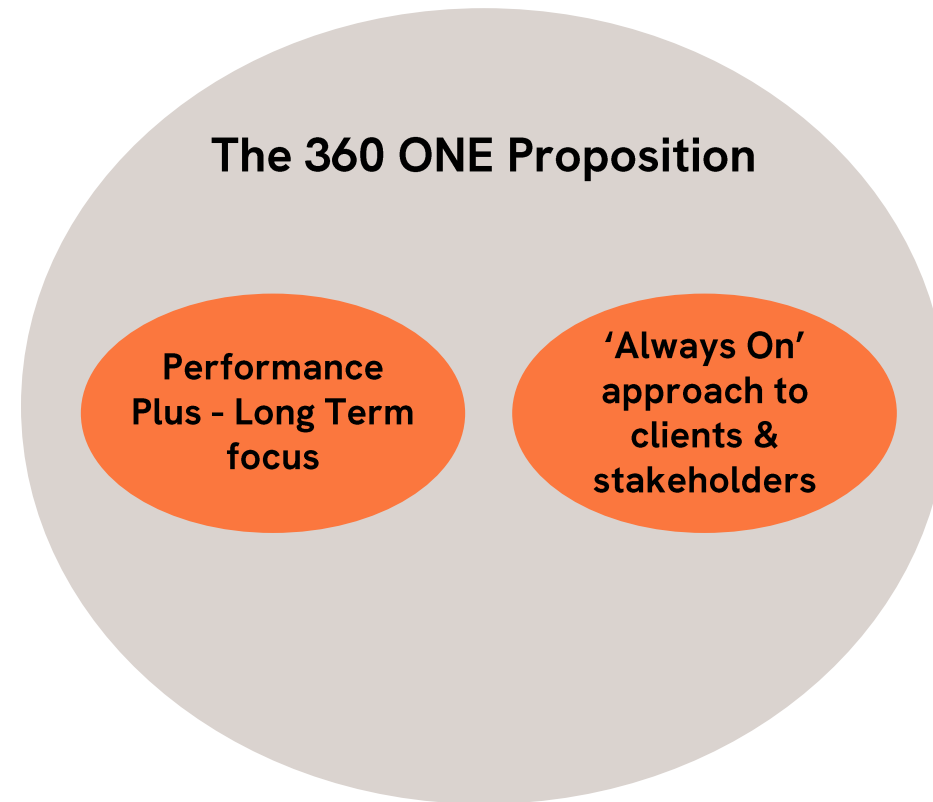 The 360 ONE Proposition
Performance
Plus - Long Term
focus
‘Always On’
approach to
clients &
stakeholders